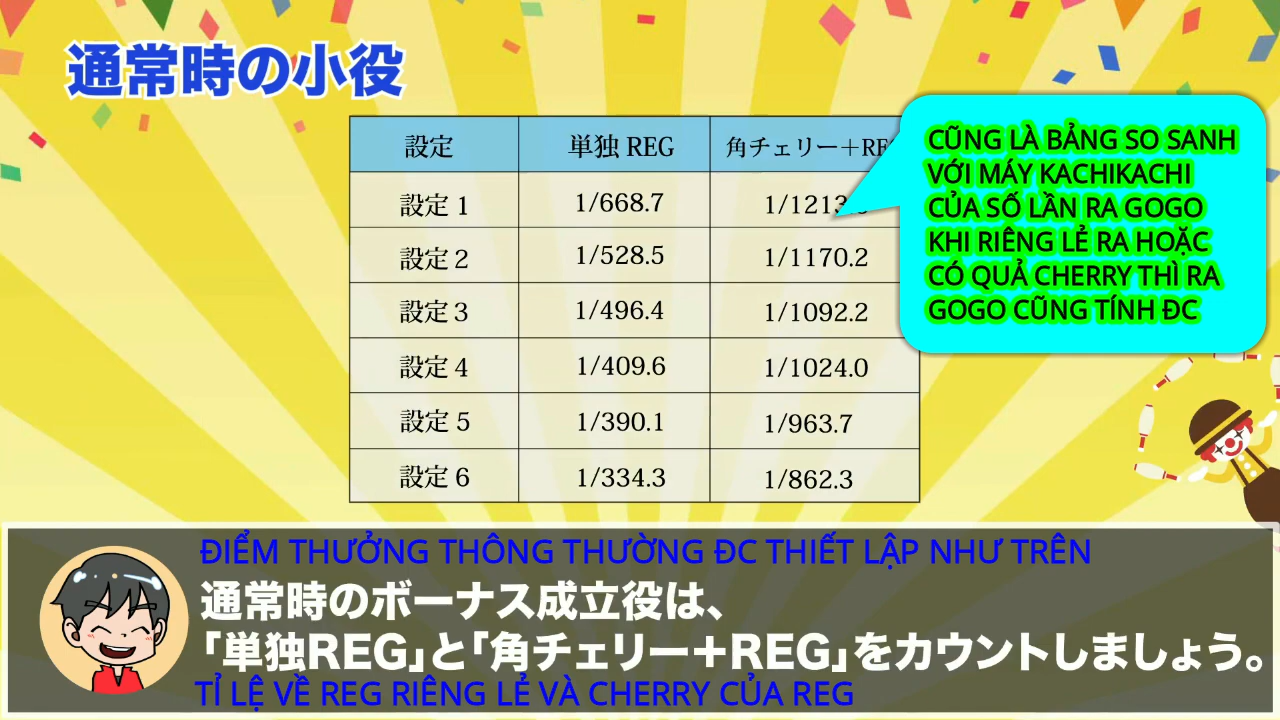 通常時の小役
設定 単独 REG 角チェリー＋RE
設定 1 1/668.7 1/1213
設定 2 1/528.5 1/1170.2
設定 3 1/496.4 1/1092.2
設定 4 1/409.6 1/1024.0
設定 5 1/390.1 1/963.7
設定 6 1/334.3 1/862.3
CŨNG LÀ BẢNG SO SANH
VỚI MÁY KACHIKACHI
CỦA SỐ LẦN RA GOGO
KHI RIÊNG LẺ RA HOẶC
CÓ QUẢ CHERRY THÌ RA
GOGO CŨNG TÍNH ĐC
ĐIỂM THƯỞNG THÔNG THƯỜNG ĐC THIẾT LẬP NHƯ TRÊN
通常時のボーナス成立役は、
「単独REG」と「角チェリー＋REG」をカウントしましょう。
TỈ LỆ VỀ REG RIÊNG LẺ VÀ CHERRY CỦA REG